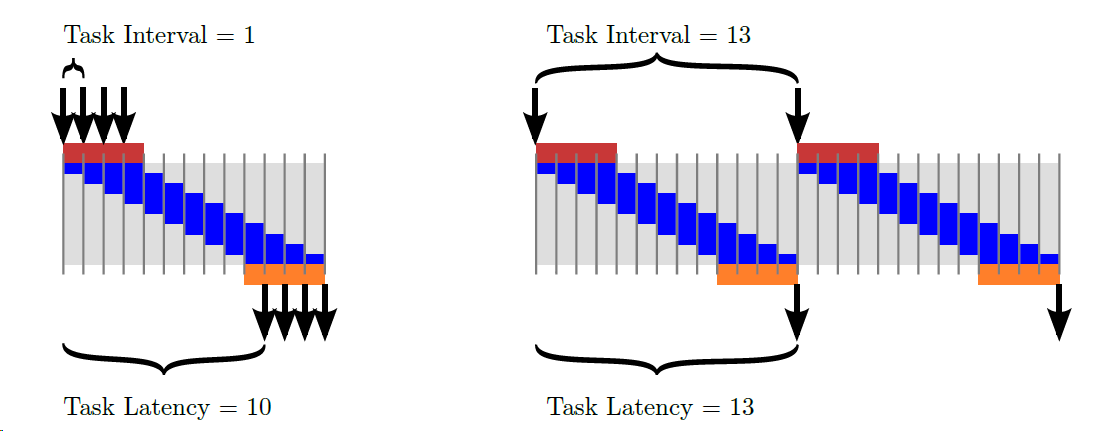 Task Interval = 1
Task Interval = 13
Task Latency = 10
Task Latency = 13